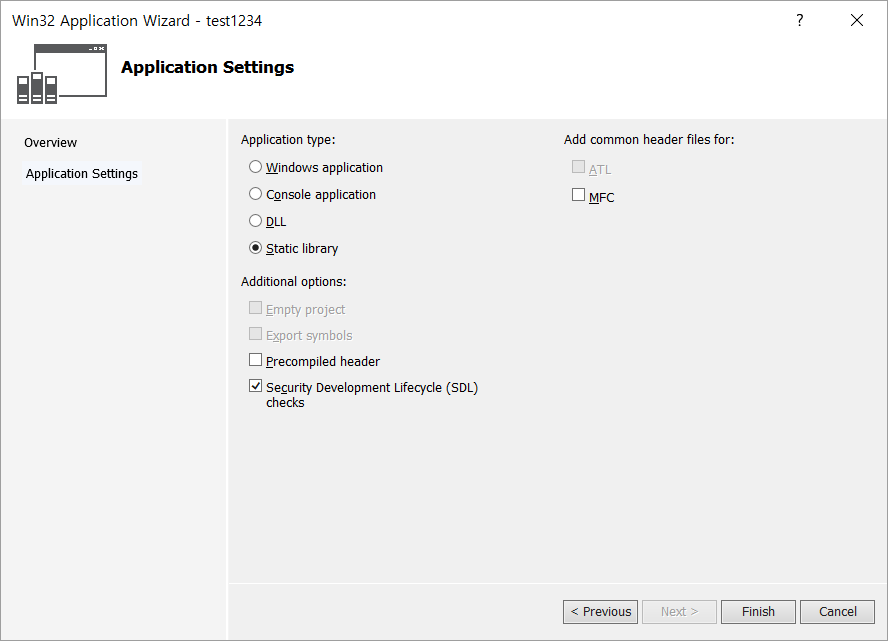 Win32 Application Wizard - test1234
?
Application Settings
Overview
Application Settings
Application type:
Windows application
Console application
DLL
Static library
Additional options:
Empty project
Export symbols
Precompiled header
Security Development Lifecycle (SDL)
checks
Add common header files for:
ATL
MFC
< Previous
Next >
Finish
Cancel